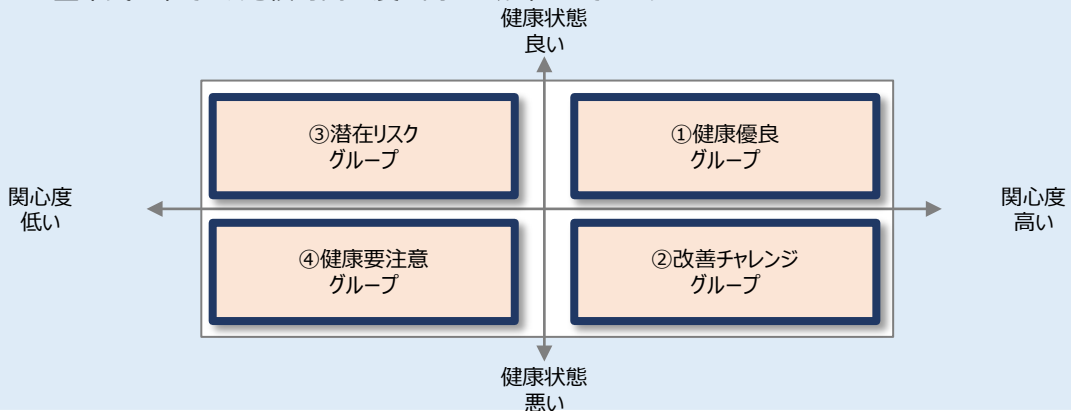 健康状態
良い
③潜在リスク
グループ
①健康優良
グループ
関心度
低い
関心度
高い
④健康要注意
グループ
②改善チャレンジ
グループ
健康状態
悪い